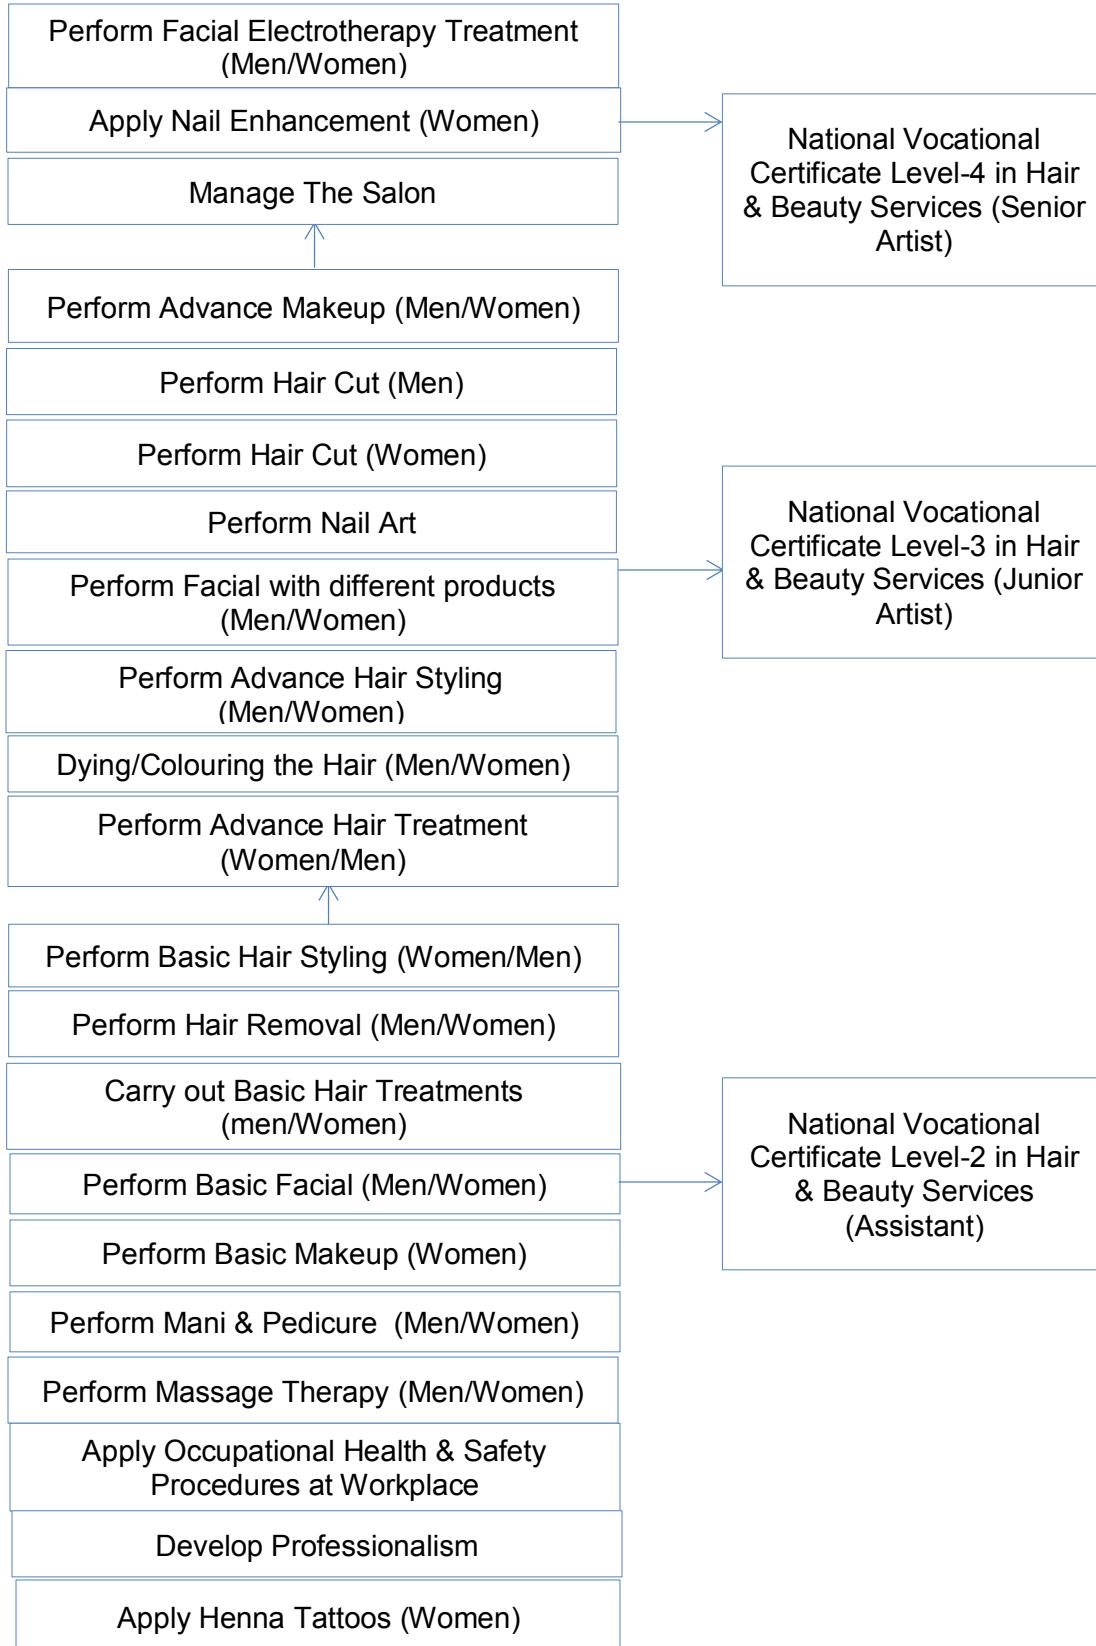 Perform Facial Electrotherapy Treatment
(Men/Women)
Apply Nail Enhancement (Women)
Manage The Salon
National Vocational
Certificate Level-4 in Hair
& Beauty Services (Senior
Artist)
Perform Advance Makeup (Men/Women)
Perform Hair Cut (Men)
Perform Hair Cut (Women)
Perform Nail Art
Perform Facial with different products
(Men/Women)
Perform Advance Hair Styling
(Men/Women)
Dying/Colouring the Hair (Men/Women)
Perform Advance Hair Treatment
(Women/Men)
National Vocational
Certificate Level-3 in Hair
& Beauty Services (Junior
Artist)
Perform Basic Hair Styling (Women/Men)
Perform Hair Removal (Men/Women)
Carry out Basic Hair Treatments
(men/Women)
Perform Basic Facial (Men/Women)
Perform Basic Makeup (Women)
Perform Mani & Pedicure  (Men/Women)
Perform Massage Therapy (Men/Women)
Apply Occupational Health & Safety
Procedures at Workplace
Develop Professionalism
Apply Henna Tattoos (Women)
National Vocational
Certificate Level-2 in Hair
& Beauty Services
(Assistant)